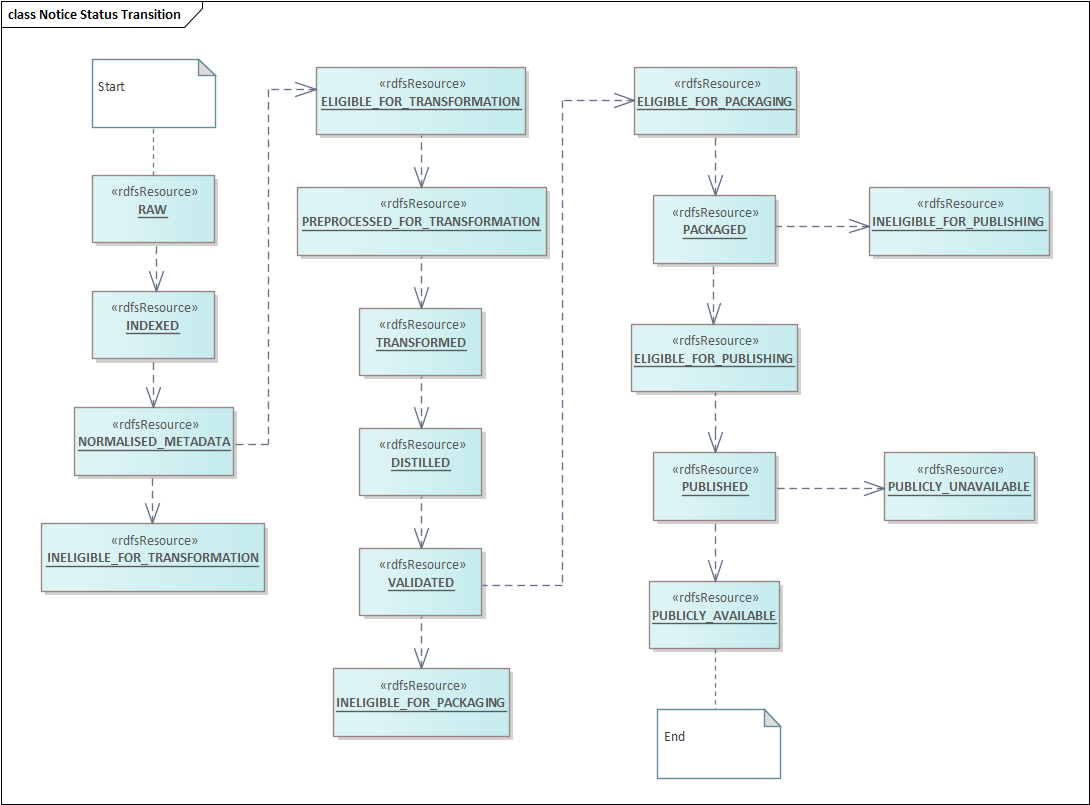 class Notice Status Transition
Start
«rdfsResource»
RAW
«rdfsResource»
INDEXED
«rdfsResource»
NORMALISED_METADATA
«rdfsResource»
INELIGIBLE_FOR_TRANSFORMATION
«rdfsResource»
ELIGIBLE_FOR_TRANSFORMATION
«rdfsResource»
PREPROCESSED_FOR_TRANSFORMATION
«rdfsResource»
TRANSFORMED
«rdfsResource»
DISTILLED
«rdfsResource»
VALIDATED
«rdfsResource»
INELIGIBLE_FOR_PACKAGING
«rdfsResource»
ELIGIBLE_FOR_PACKAGING
«rdfsResource»
PACKAGED
«rdfsResource»
INELIGIBLE_FOR_PUBLISHING
«rdfsResource»
ELIGIBLE_FOR_PUBLISHING
«rdfsResource»
PUBLISHED
«rdfsResource»
PUBLICLY_UNAVAILABLE
«rdfsResource»
PUBLICLY_AVAILABLE
End